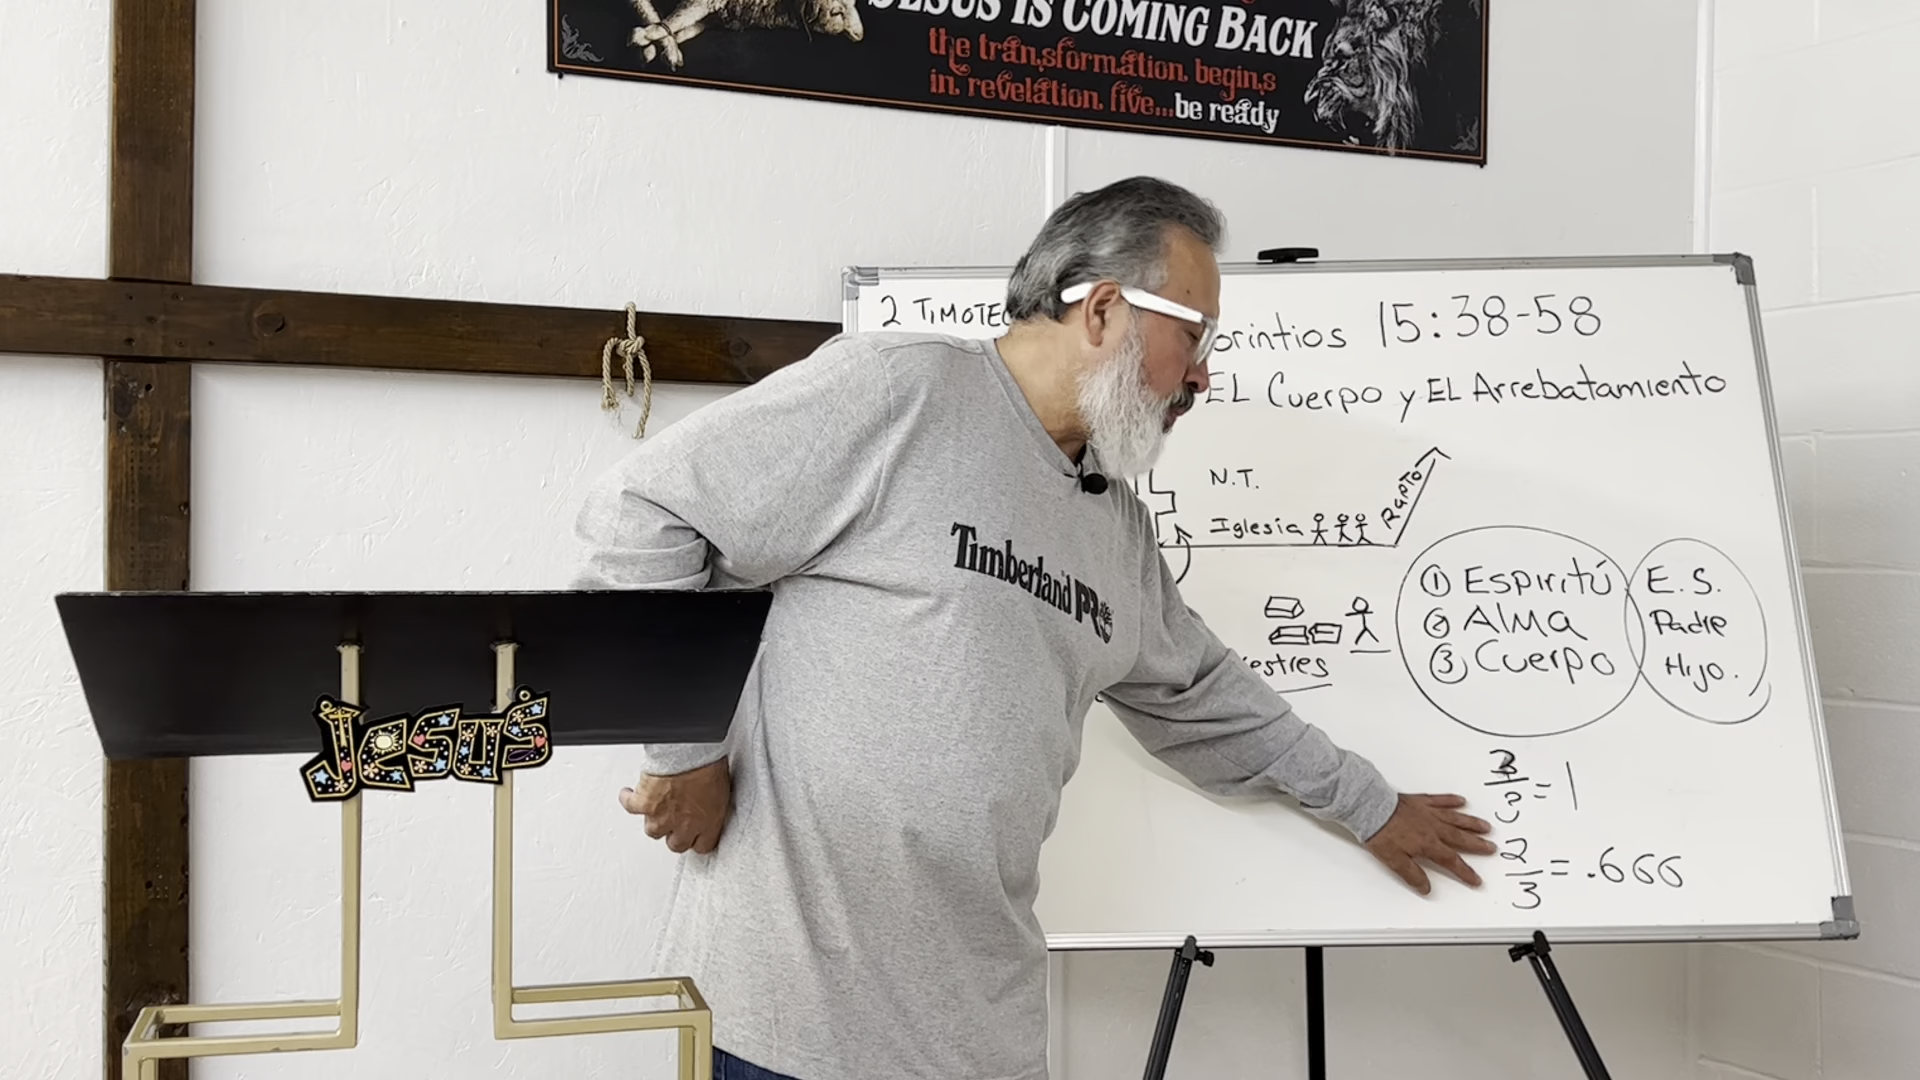 JESUS IS COMING BACK
the transformation begins
in revelation five...be ready
2 TIMOTEO
orintios 15:38-58
EL Cuerpo y EL Arrebatamiento
N.T.
Iglesia
RAPTO
① Espiritú
② Alma
③ Cuerpo
E.S.
Padre
Hijo.
estres
3/3 = 1
2/3 = .666
Timberland PRO
Jesus